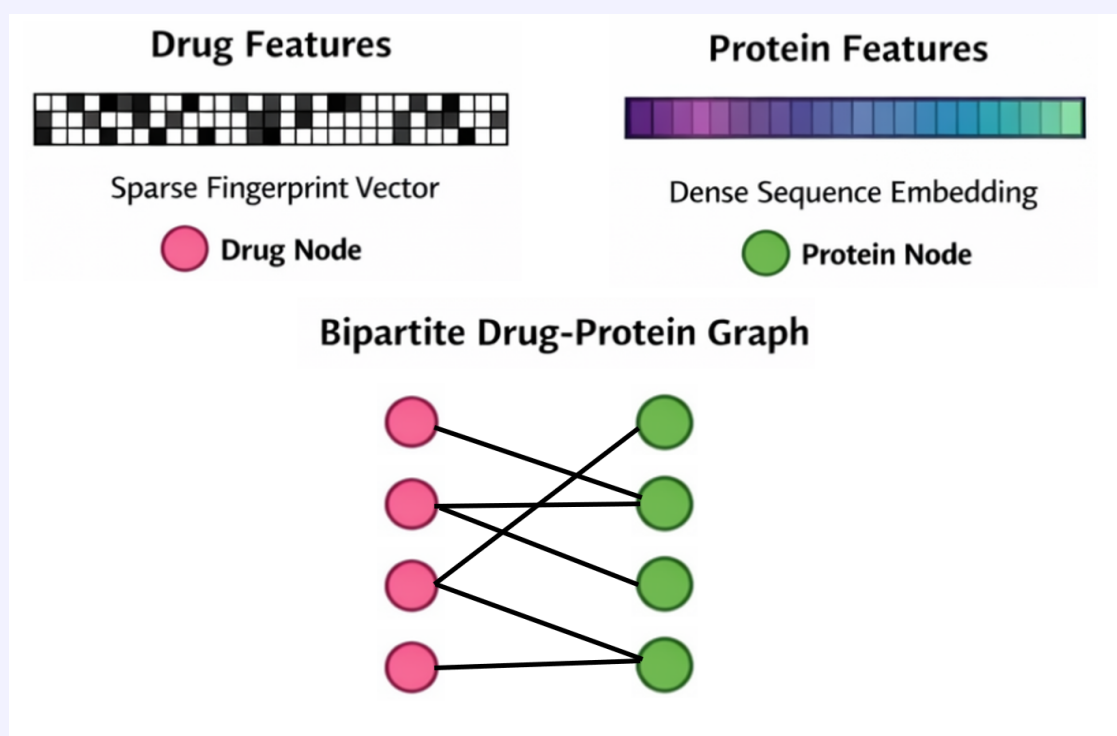 Drug Features
Sparse Fingerprint Vector
Drug Node
Protein Features
Dense Sequence Embedding
Protein Node
Bipartite Drug-Protein Graph